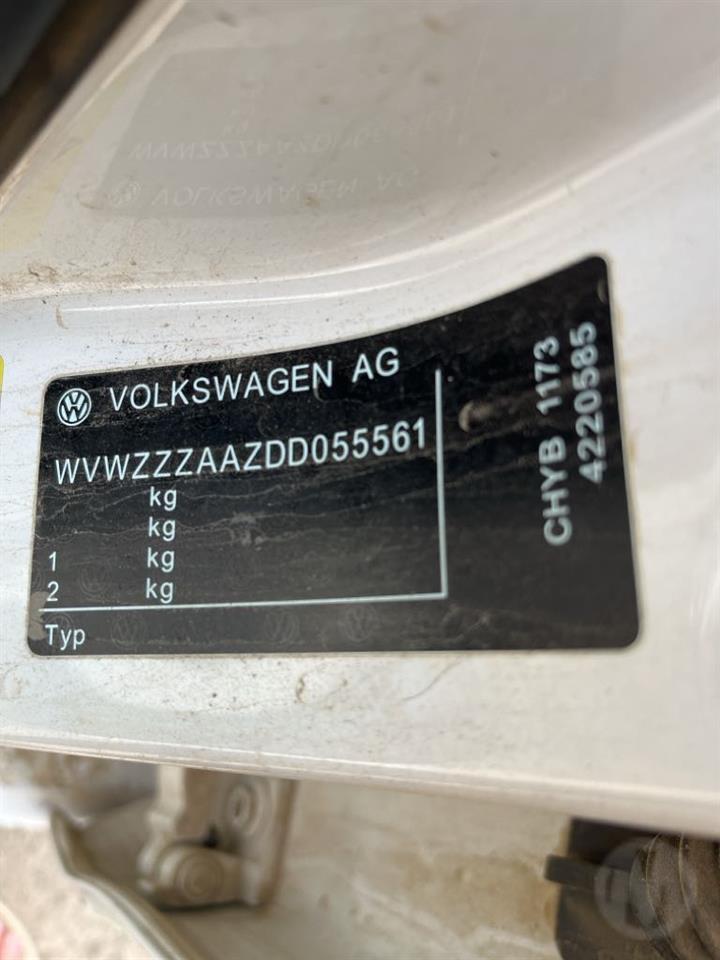 VOLKSWAGEN AG
WVWZZZAAZDD055561
kg
kg
1 kg
2 kg
Typ
CHYB 1173
4220585